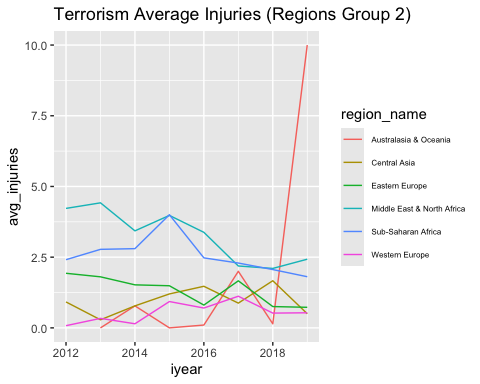 Terrorism Average Injuries (Regions Group 2)
10.0
7.5
5.0
2.5
0.0
avg_injuries
2012
2014
2016
2018
iyear
region_name
Australasia & Oceania
Central Asia
Eastern Europe
Middle East & North Africa
Sub-Saharan Africa
Western Europe